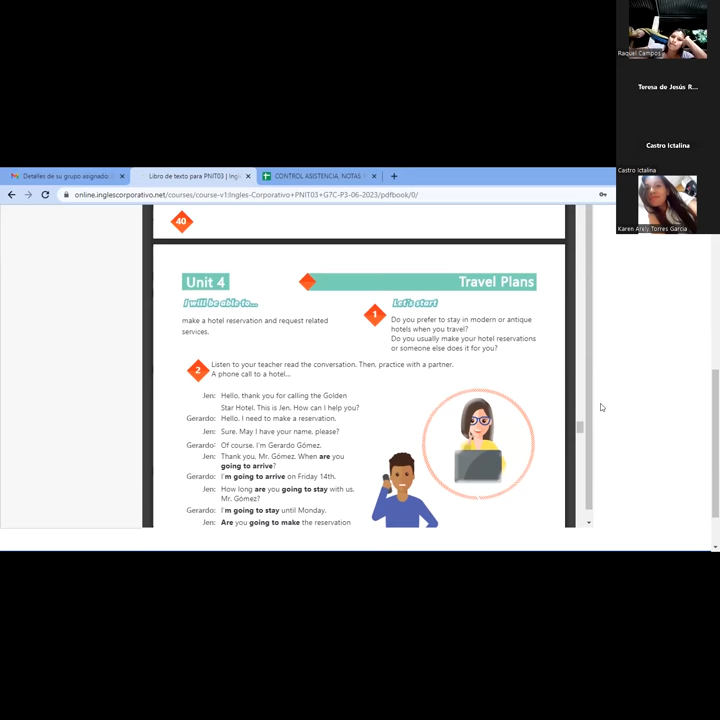 Raquel Campos
Teresa de Jesús R...
Castro Ictalina
Castro Ictalina
Karen Arely Torres Garcia
Detalles de su grupo asignado
Libro de texto para PNIT03 | Ingl
CONTROL ASISTENCIA, NOTAS
online.inglescorporativo.net/courses/course-v1:Ingles-Corporativo+PNIT03+G7C-P3-06-2023/pdfbook/0/
40
Unit 4
Travel Plans
I will be able to...
make a hotel reservation and request related
services.
1
Let's start
Do you prefer to stay in modern or antique
hotels when you travel?
Do you usually make your hotel reservations
or someone else does it for you?
2
Listen to your teacher read the conversation. Then, practice with a partner.
A phone call to a hotel...
Jen: Hello, thank you for calling the Golden
Star Hotel. This is Jen. How can I help you?
Gerardo: Hello. I need to make a reservation.
Jen: Sure. May I have your name, please?
Gerardo: Of course. I'm Gerardo Gómez.
Jen: Thank you, Mr. Gómez. When are you
going to arrive?
Gerardo: I'm going to arrive on Friday 14th.
Jen: How long are you going to stay with us,
Mr. Gómez?
Gerardo: I'm going to stay until Monday.
Jen: Are you going to make the reservation